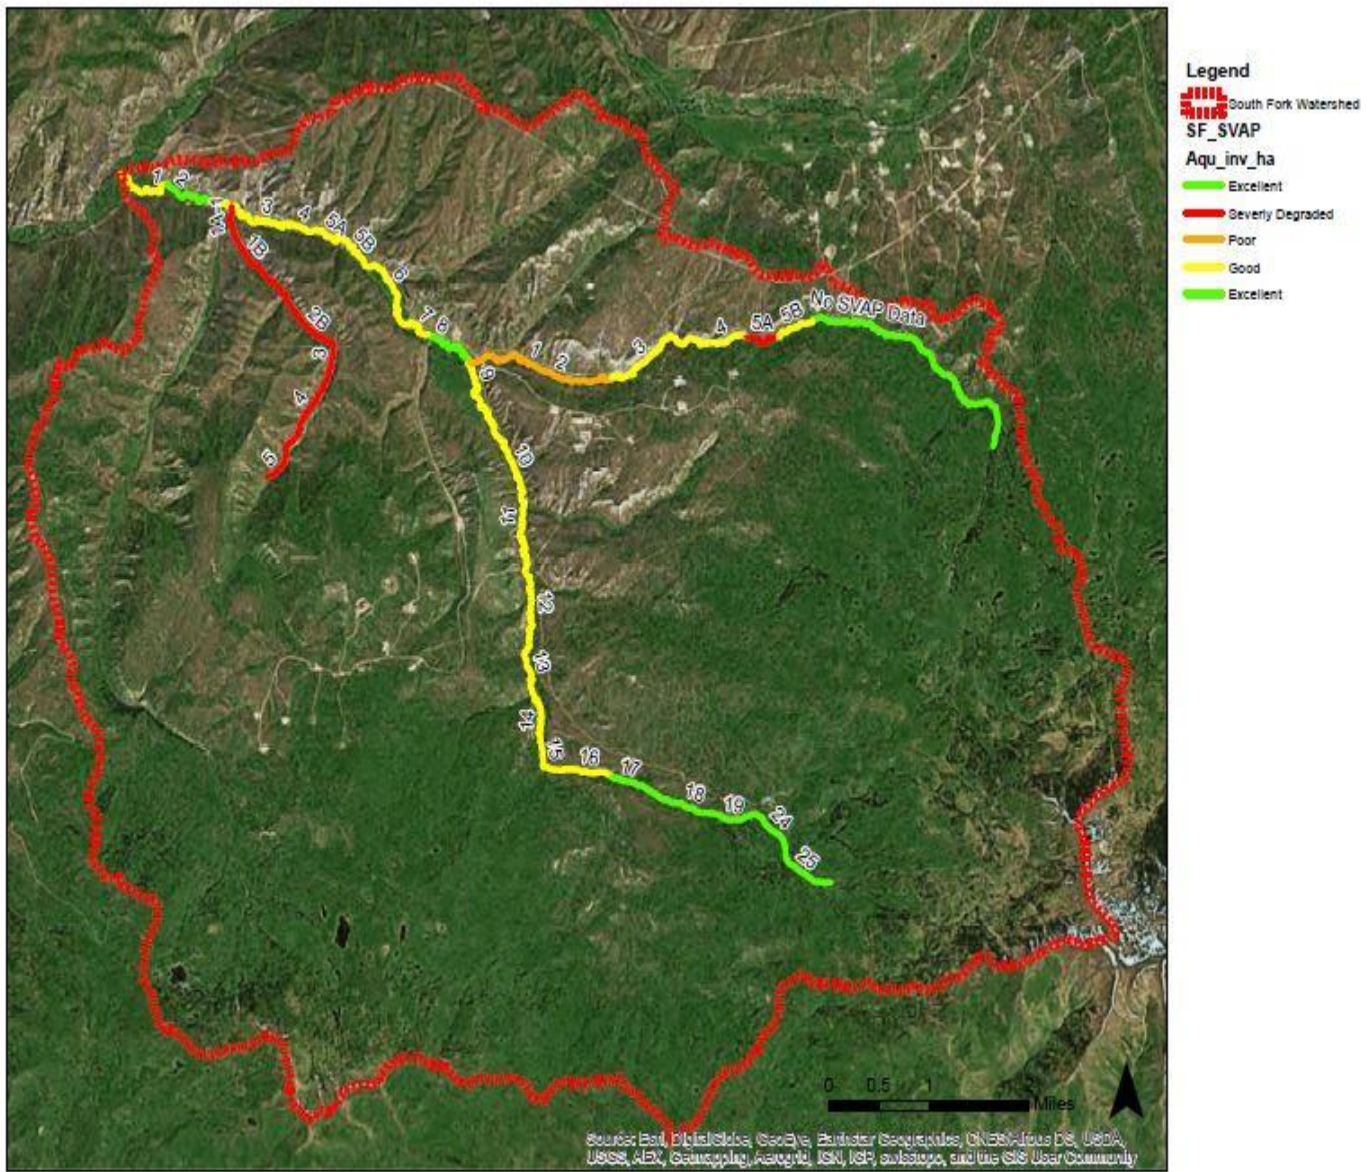 Legend
South Fork Watershed
SF_SVAP
Aqu_inv_ha
Excellent
Severly Degraded
Poor
Good
Excellent
1
2
3
4
5A
5B
6
7
8
1A
1B
2B
3
4
5
9
1
2
3
4
5A
5B
No SVAP Data
10
11
12
13
14
15
16
17
18
19
24
25
0 0.5 1 2
Miles
Source: Esri, DigitalGlobe, GeoEye, Earthstar Geographics, CNES/Airbus DS, USDA,
USGS, AEX, Getmapping, Aerogrid, IGN, IGP, swisstopo, and the GIS User Community